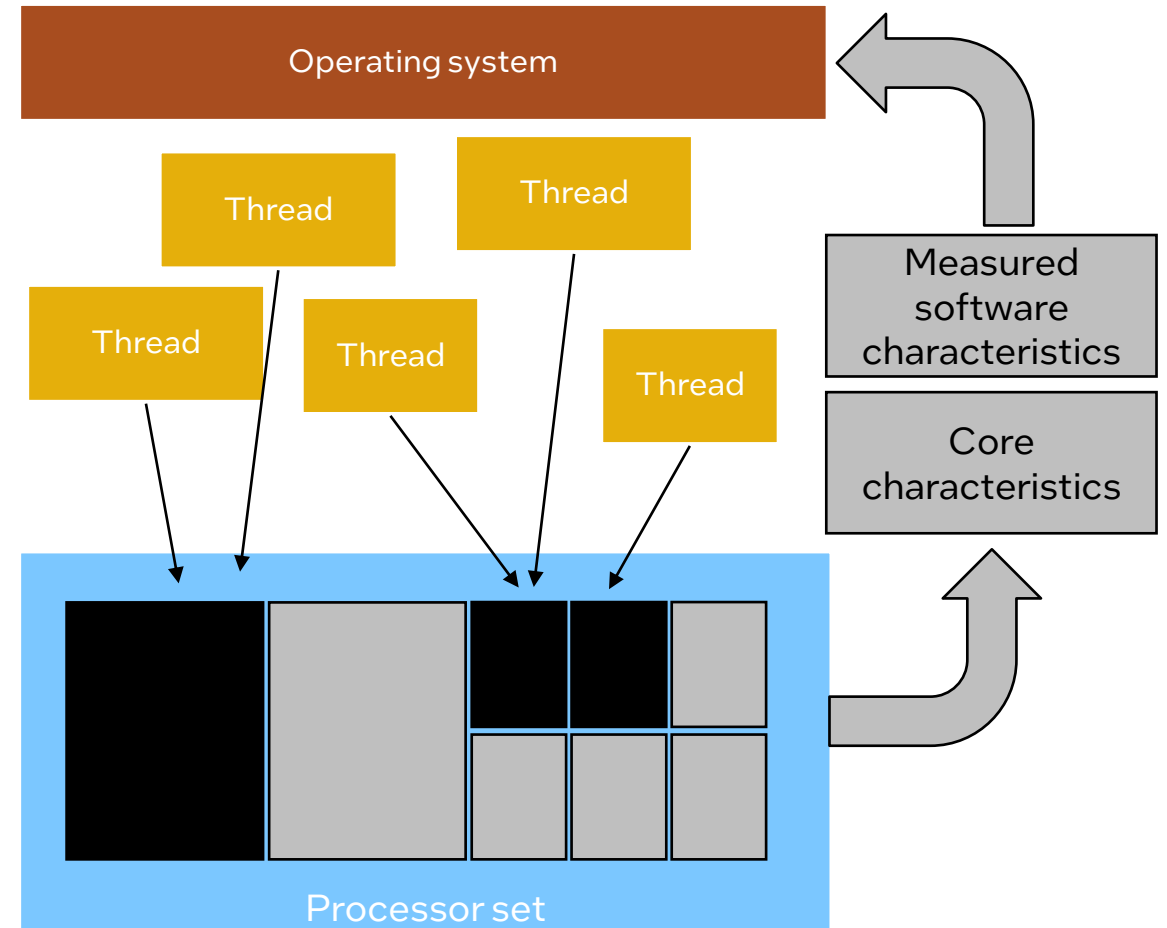 Operating system
Thread
Thread
Thread
Thread
Thread
Measured
software
characteristics
Core
characteristics
Processor set